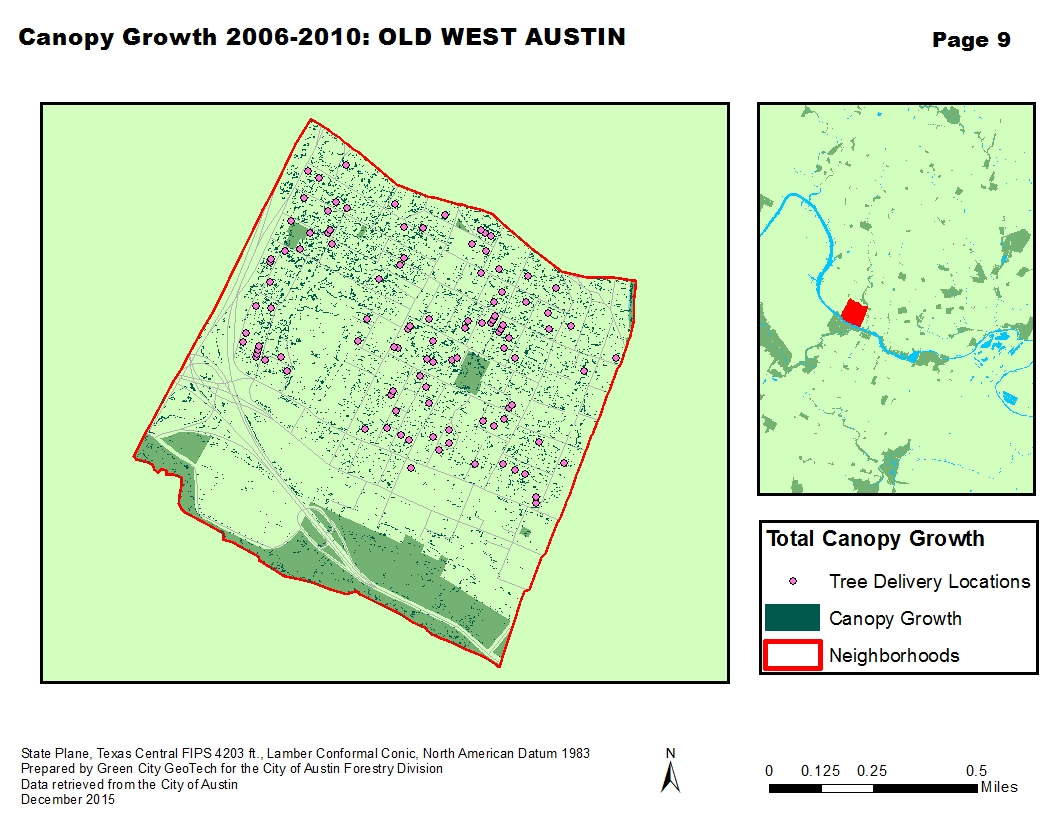 Canopy Growth 2006-2010: OLD WEST AUSTIN
Page 9
Total Canopy Growth
Tree Delivery Locations
Canopy Growth
Neighborhoods
State Plane, Texas Central FIPS 4203 ft., Lamber Conformal Conic, North American Datum 1983
Prepared by Green City GeoTech for the City of Austin Forestry Division
Data retrieved from the City of Austin
December 2015
N
0 0.125 0.25 0.5
Miles